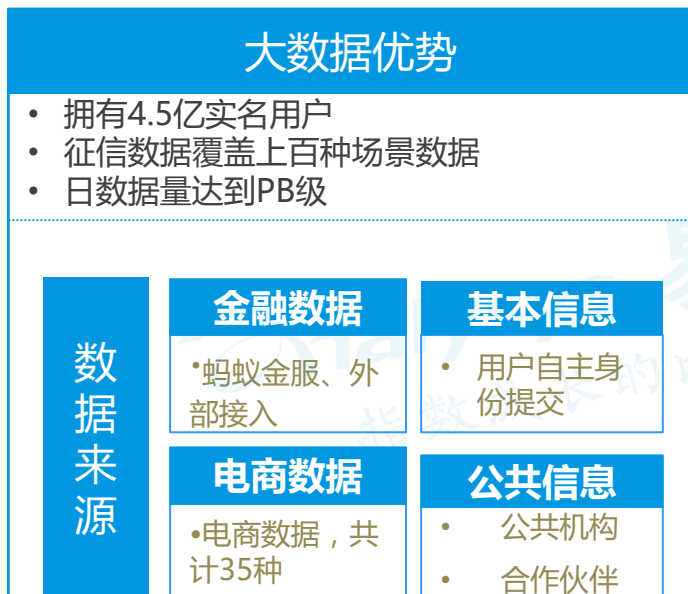 大数据优势
• 拥有4.5亿实名用户
• 征信数据覆盖上百种场景数据
• 日数据量达到PB级
数
据
来
源
金融数据
•蚂蚁金服、外
部接入
基本信息
• 用户自主身
份提交
电商数据
•电商数据，共
计35种
公共信息
• 公共机构
• 合作伙伴